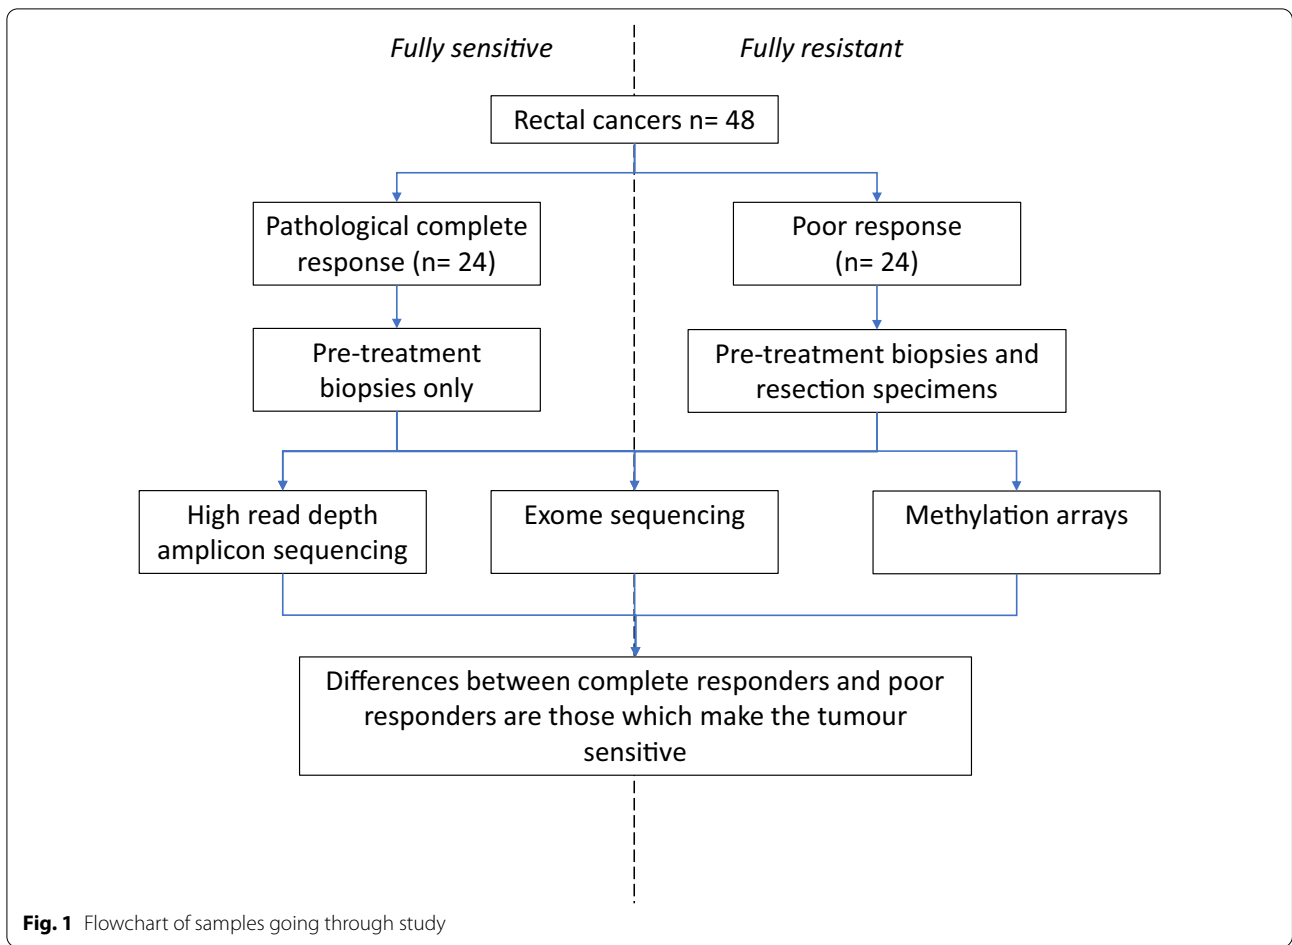 Fully sensitive
Fully resistant
Rectal cancers n= 48
Pathological complete
response (n= 24)
Poor response
(n= 24)
Pre-treatment
biopsies only
Pre-treatment biopsies and
resection specimens
High read depth
amplicon sequencing
Exome sequencing
Methylation arrays
Differences between complete responders and poor
responders are those which make the tumour
sensitive
Fig. 1 Flowchart of samples going through study